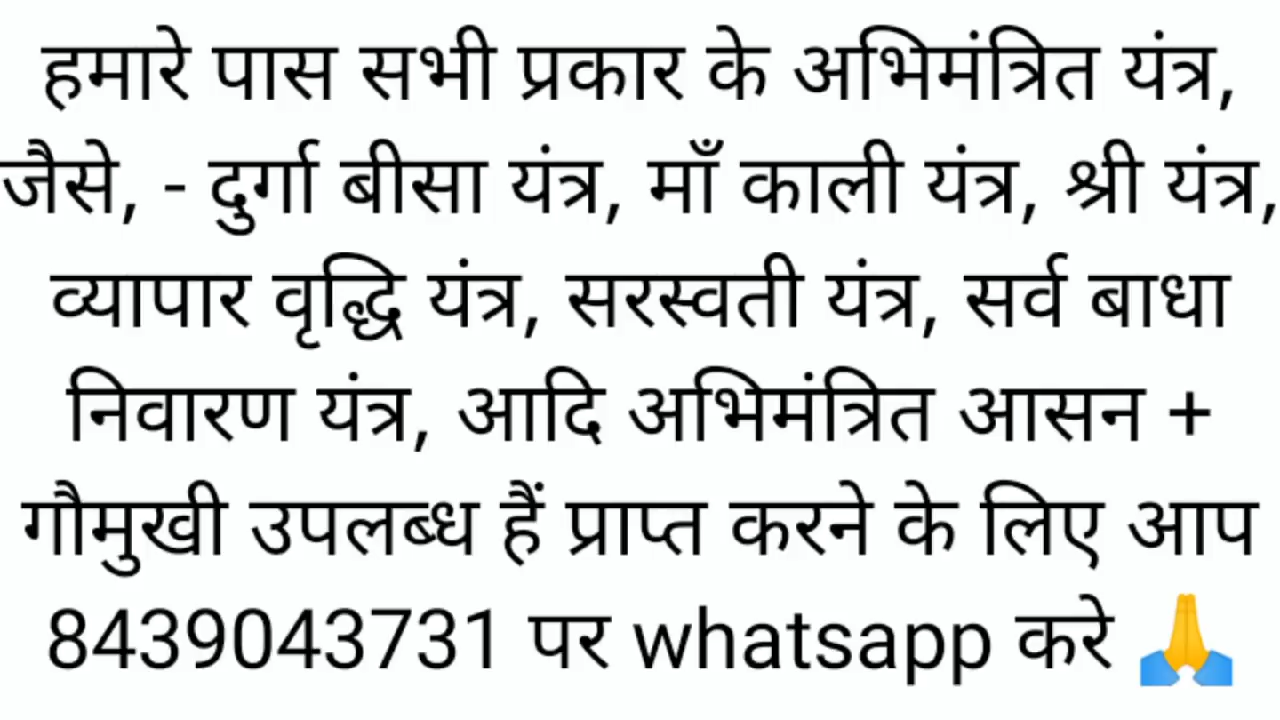 हमारे पास सभी प्रकार के अभिमंत्रित यंत्र,
जैसे, - दुर्गा बीसा यंत्र, माँ काली यंत्र, श्री यंत्र,
व्यापार वृद्धि यंत्र, सरस्वती यंत्र, सर्व बाधा
निवारण यंत्र, आदि अभिमंत्रित आसन +
गौमुखी उपलब्ध हैं प्राप्त करने के लिए आप
8439043731 पर whatsapp करे 🙏